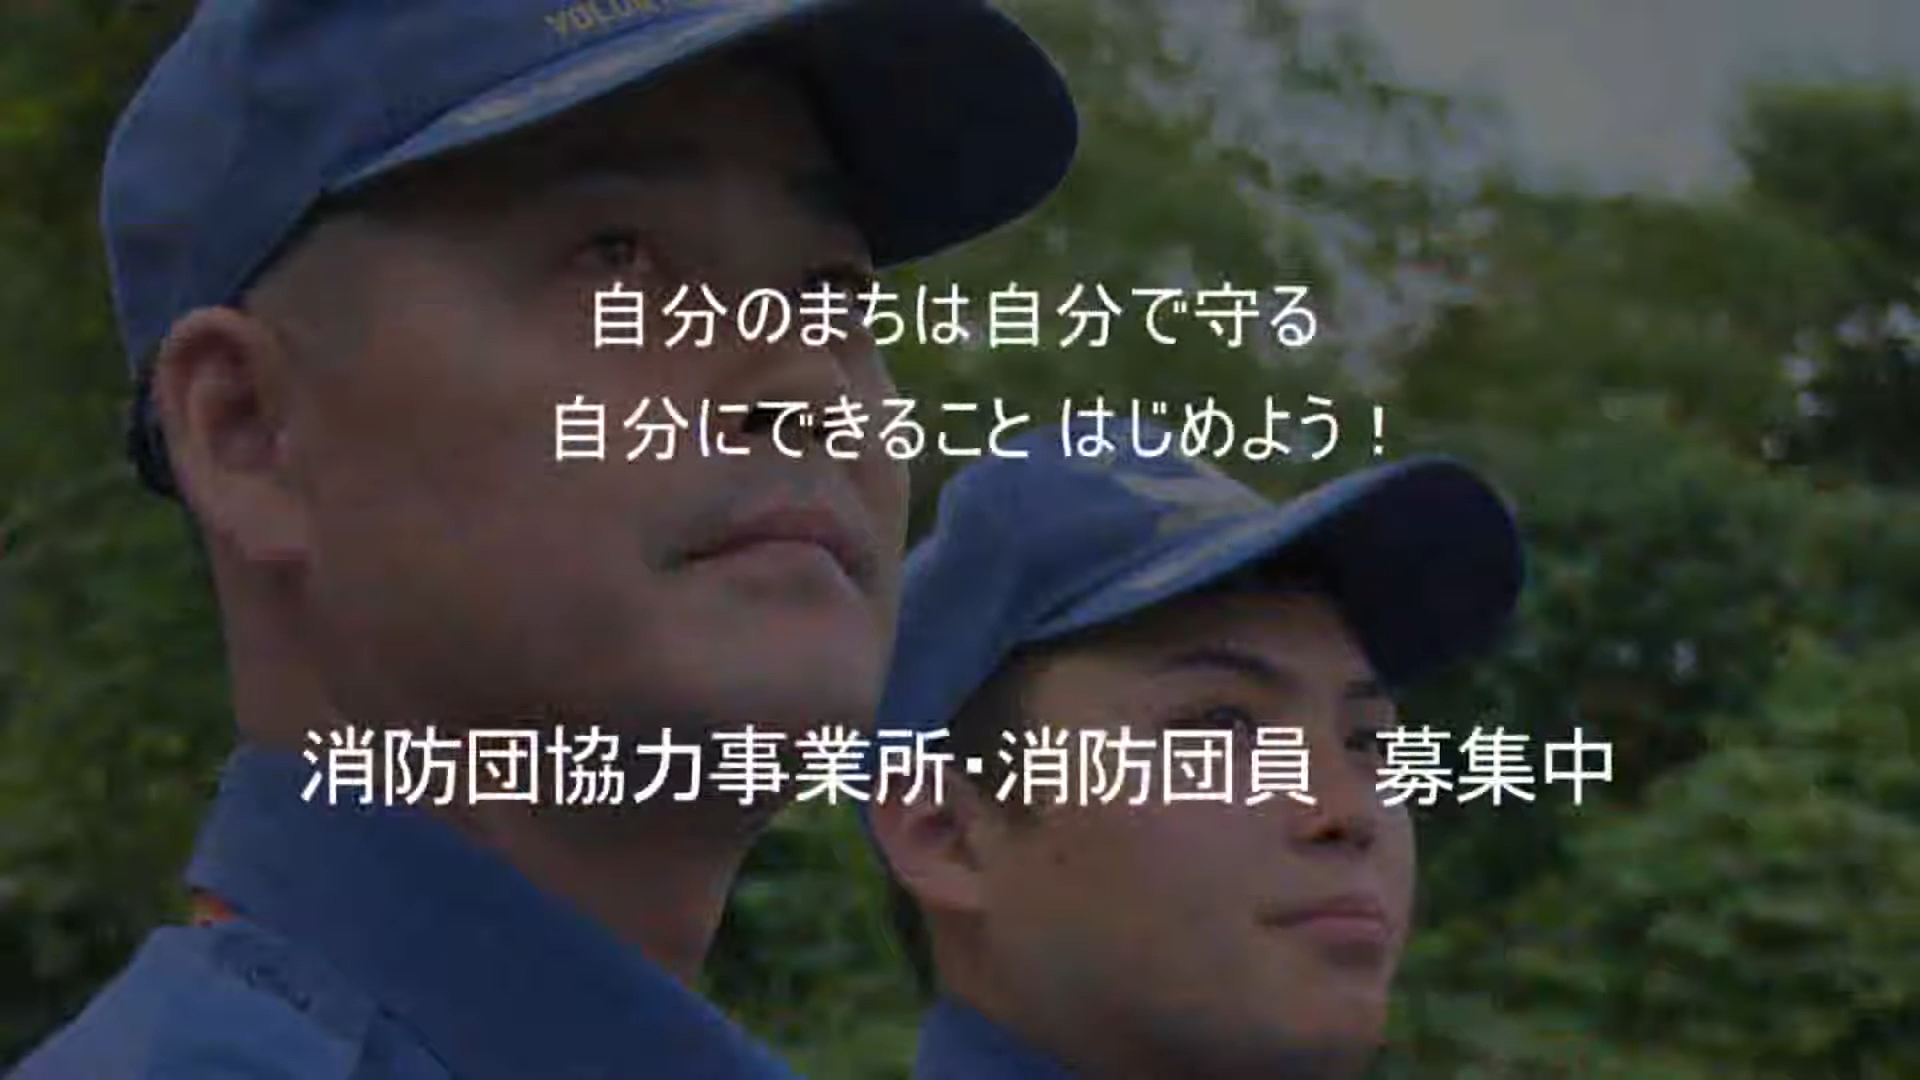 自分のまちは自分で守る
自分にできること はじめよう！
消防団協力事業所・消防団員　募集中